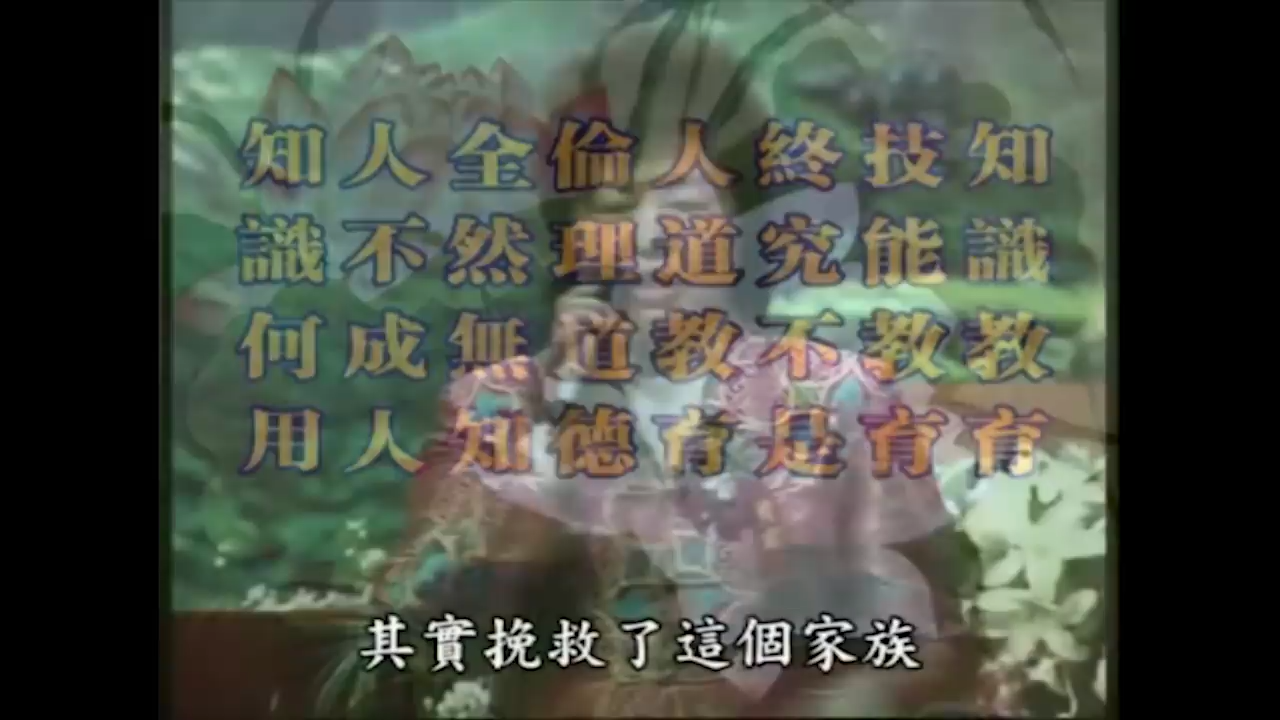 知識教育
技能教育
終究不是
人道教育
倫理道德
全然無知
人不成人
知識何用
其實挽救了這個家族